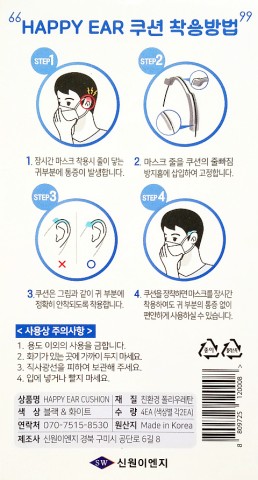 “HAPPY EAR 쿠션 착용방법”
STEP1
STEP2
1. 장시간 마스크 착용시 줄이 닿는
귀부분에 통증이 발생합니다.
2. 마스크 줄을 쿠션의 줄빠짐
방지홈에 삽입하여 고정합니다.
STEP3
STEP4
3. 쿠션은 그림과 같이 귀 부분에
정확히 안착되도록 착용합니다.
4. 쿠션을 장착하면 마스크를 장시간
착용하여도 귀 부분의 통증 없이
편안하게 사용하실 수 있습니다.
< 사용상 주의사항 >
1. 용도 이외의 사용을 금합니다.
2. 화기가 있는 곳에 가까이 두지 마세요.
3. 직사광선을 피하여 보관해 주세요.
4. 입에 넣거나 빨지 마세요.
상품명 HAPPY EAR CUSHION 재 질 친환경 폴리우레탄
색 상 블랙 & 화이트 수 량 4EA (색상별 각2EA)
연락처 070-7515-8530 원산지 Made in Korea
제조사 신원이엔지 경북 구미시 공단로 6길 8
8 809725 120008
SW 신원이엔지